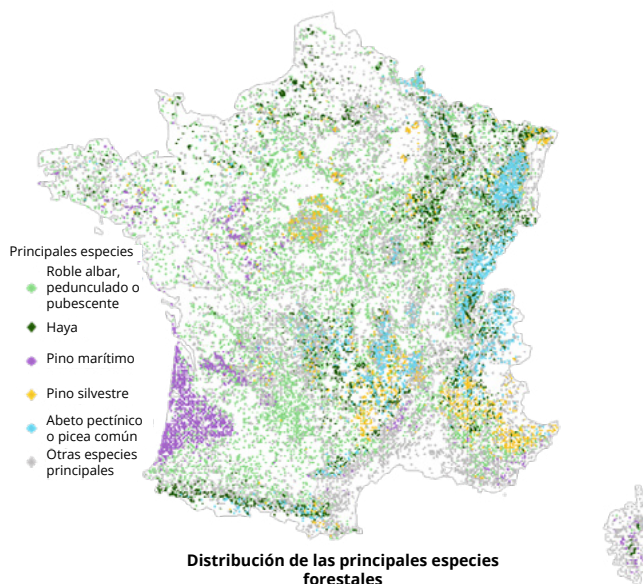 Principales especies
Roble albar,
pedunculado o
pubescente
Haya
Pino marítimo
Pino silvestre
Abeto pectínico
o picea común
Otras especies
principales
Distribución de las principales especies
forestales